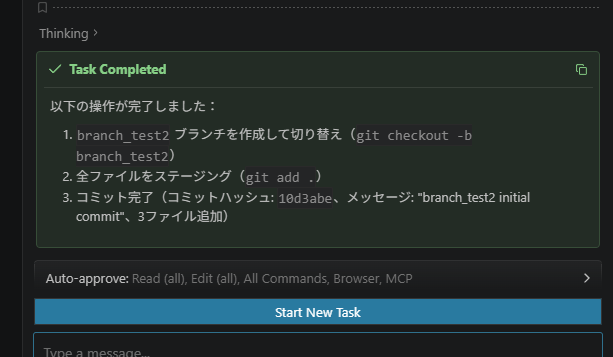 Thinking >
Task Completed
以下の操作が完了しました：
1. branch_test2 ブランチを作成して切り替え（git checkout -b
branch_test2）
2. 全ファイルをステージング（git add .）
3. コミット完了（コミットハッシュ: 10d3abe、メッセージ: "branch_test2 initial
commit"、3ファイル追加）
Auto-approve: Read (all), Edit (all), All Commands, Browser, MCP
Start New Task
Type a message...